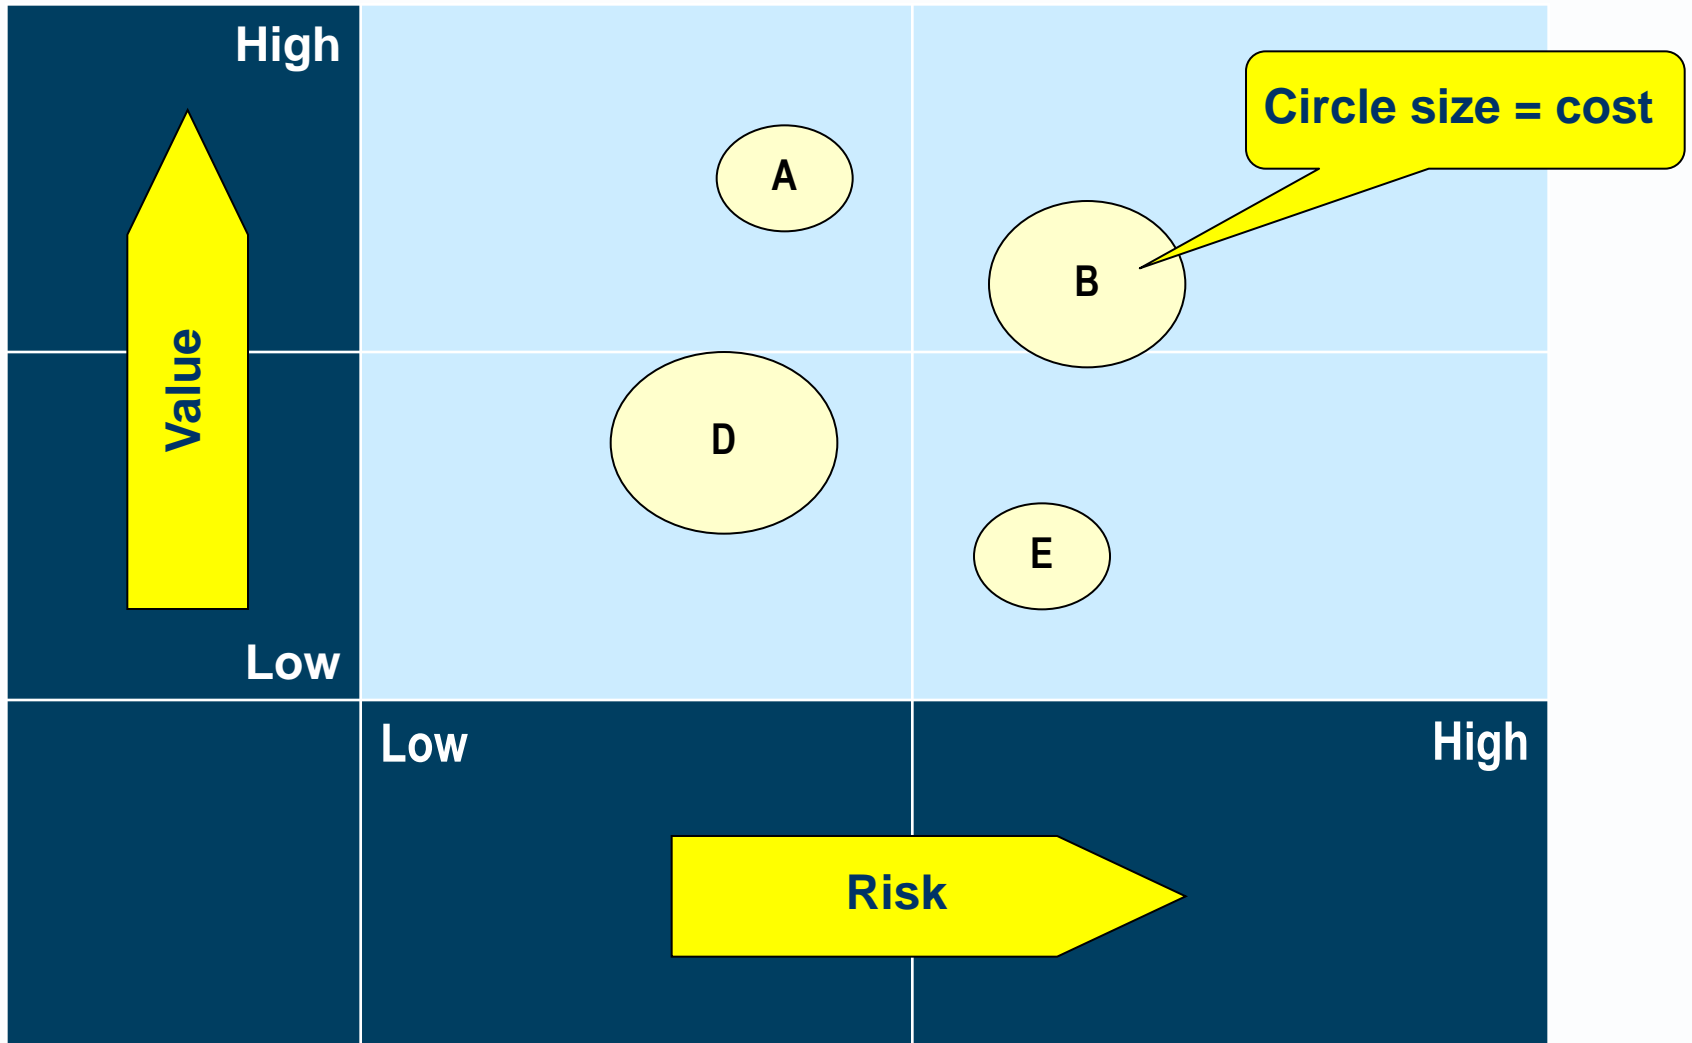 High
Circle size = cost
A
B
Value
D
E
Low
Low
High
Risk